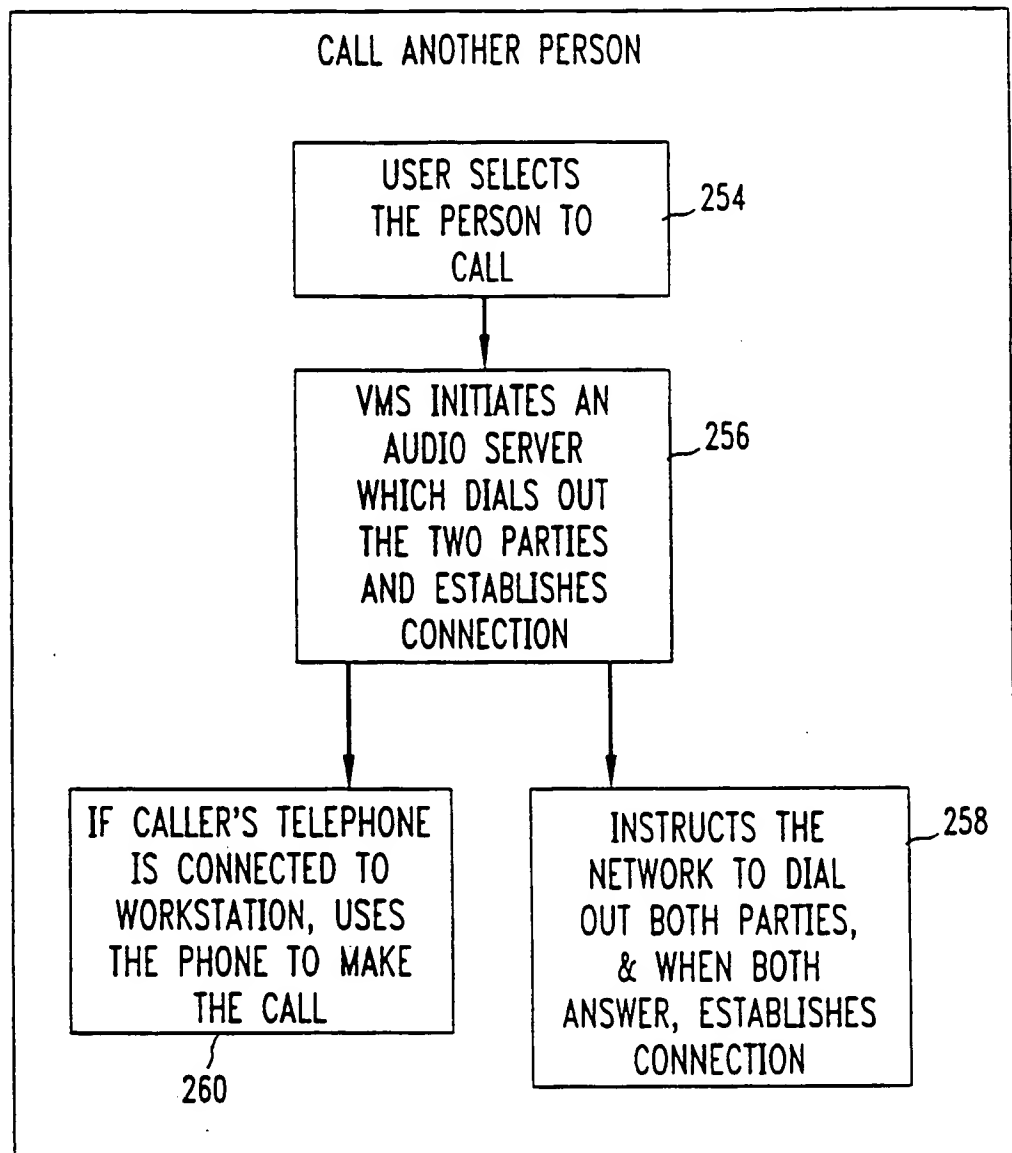 CALL ANOTHER PERSON
USER SELECTS
THE PERSON TO
CALL
254
VMS INITIATES AN
AUDIO SERVER
WHICH DIALS OUT
THE TWO PARTIES
AND ESTABLISHES
CONNECTION
256
IF CALLER'S TELEPHONE
IS CONNECTED TO
WORKSTATION, USES
THE PHONE TO MAKE
THE CALL
260
INSTRUCTS THE
NETWORK TO DIAL
OUT BOTH PARTIES,
& WHEN BOTH
ANSWER, ESTABLISHES
CONNECTION
258